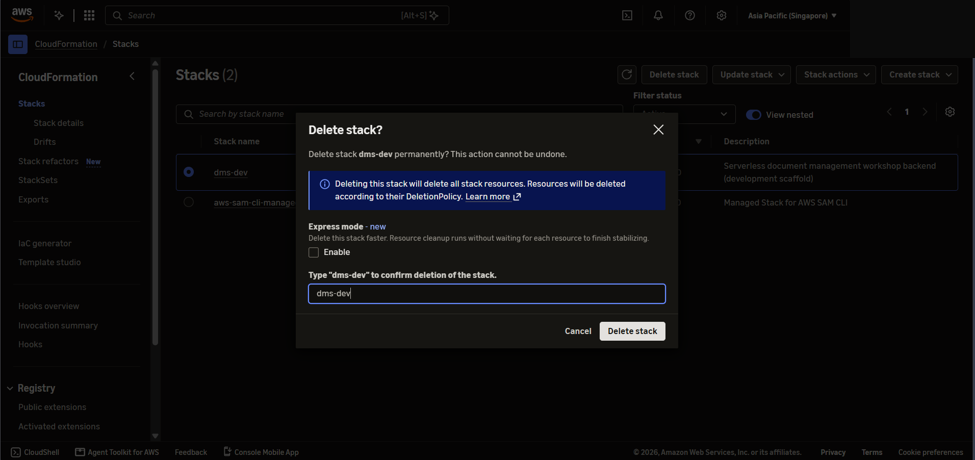 aws
Search
[Alt+S]
Asia Pacific (Singapore)
CloudFormation / Stacks
CloudFormation
Stacks
Stack details
Drifts
Stack refactors New
StackSets
Exports
IaC generator
Template studio
Hooks overview
Invocation summary
Hooks
Registry
Public extensions
Activated extensions
Stacks (2)
Delete stack
Update stack
Stack actions
Create stack
Search by stack name
Filter status
View nested
1
Stack name
Description
dms-dev
Serverless document management workshop backend
(development scaffold)
aws-sam-cli-manage
Managed Stack for AWS SAM CLI
Delete stack?
Delete stack dms-dev permanently? This action cannot be undone.
Deleting this stack will delete all stack resources. Resources will be deleted
according to their DeletionPolicy. Learn more
Express mode - new
Delete this stack faster. Resource cleanup runs without waiting for each resource to finish stabilizing.
Enable
Type "dms-dev" to confirm deletion of the stack.
dms-dev
Cancel
Delete stack
CloudShell
Agent Toolkit for AWS
Feedback
Console Mobile App
© 2026, Amazon Web Services, Inc. or its affiliates.
Privacy
Terms
Cookie preferences